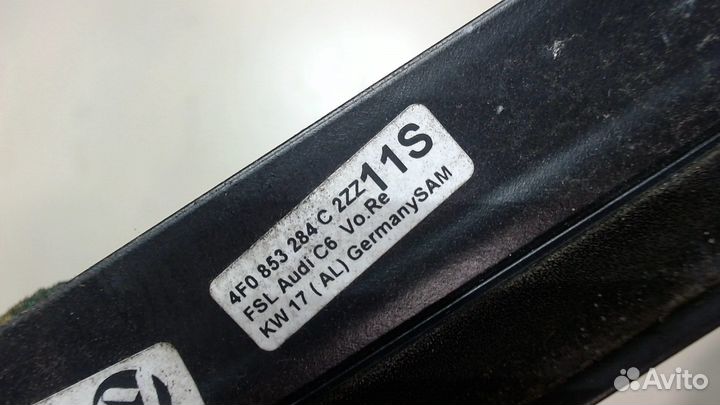 4F0 853 284 C 2ZZ 11S
FSL Audi C6 Vo.Re
KW 17 ( AL ) GermanySAM
Avito